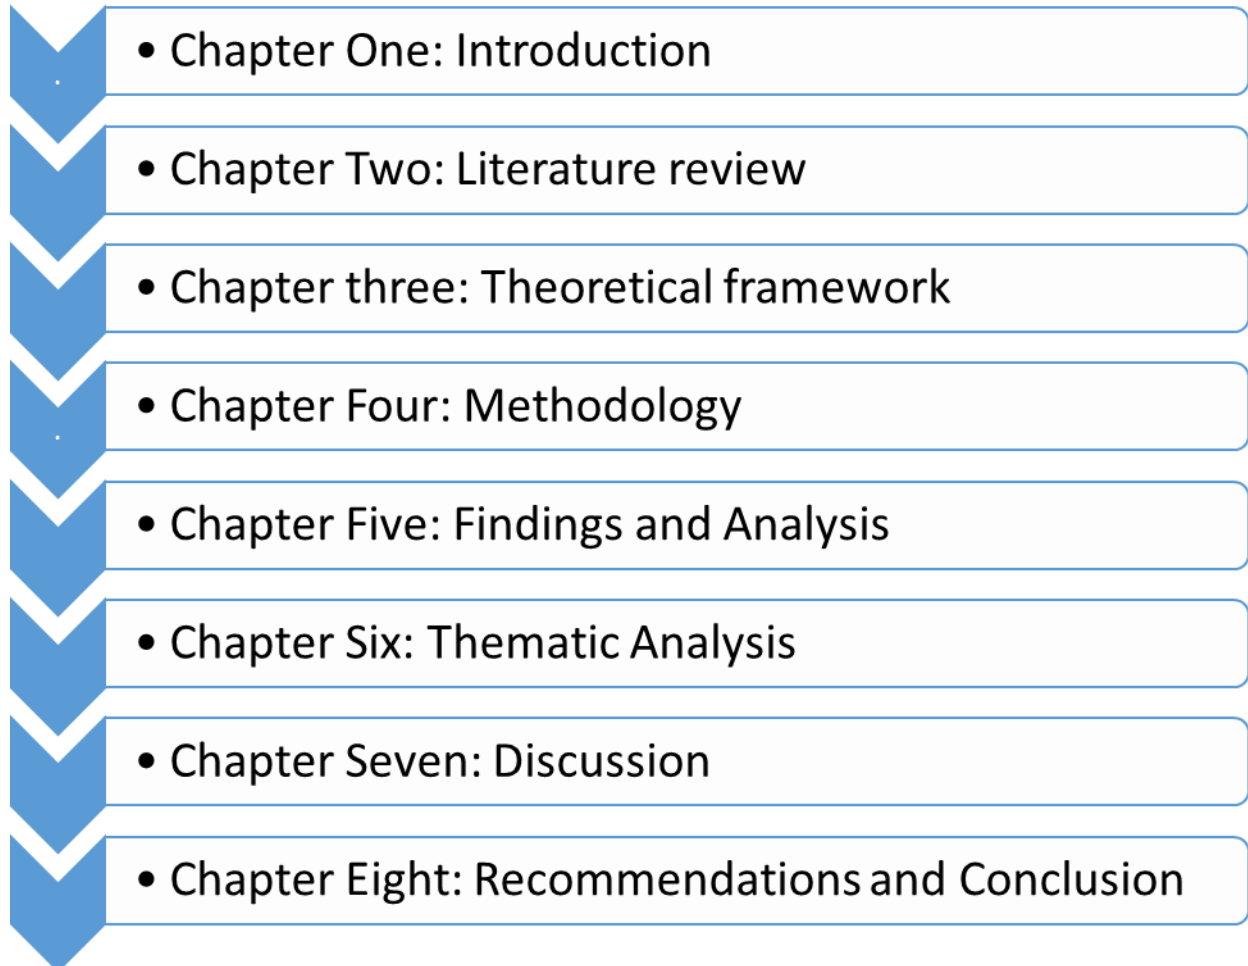 • Chapter One: Introduction
• Chapter Two: Literature review
• Chapter three: Theoretical framework
• Chapter Four: Methodology
• Chapter Five: Findings and Analysis
• Chapter Six: Thematic Analysis
• Chapter Seven: Discussion
• Chapter Eight: Recommendations and Conclusion